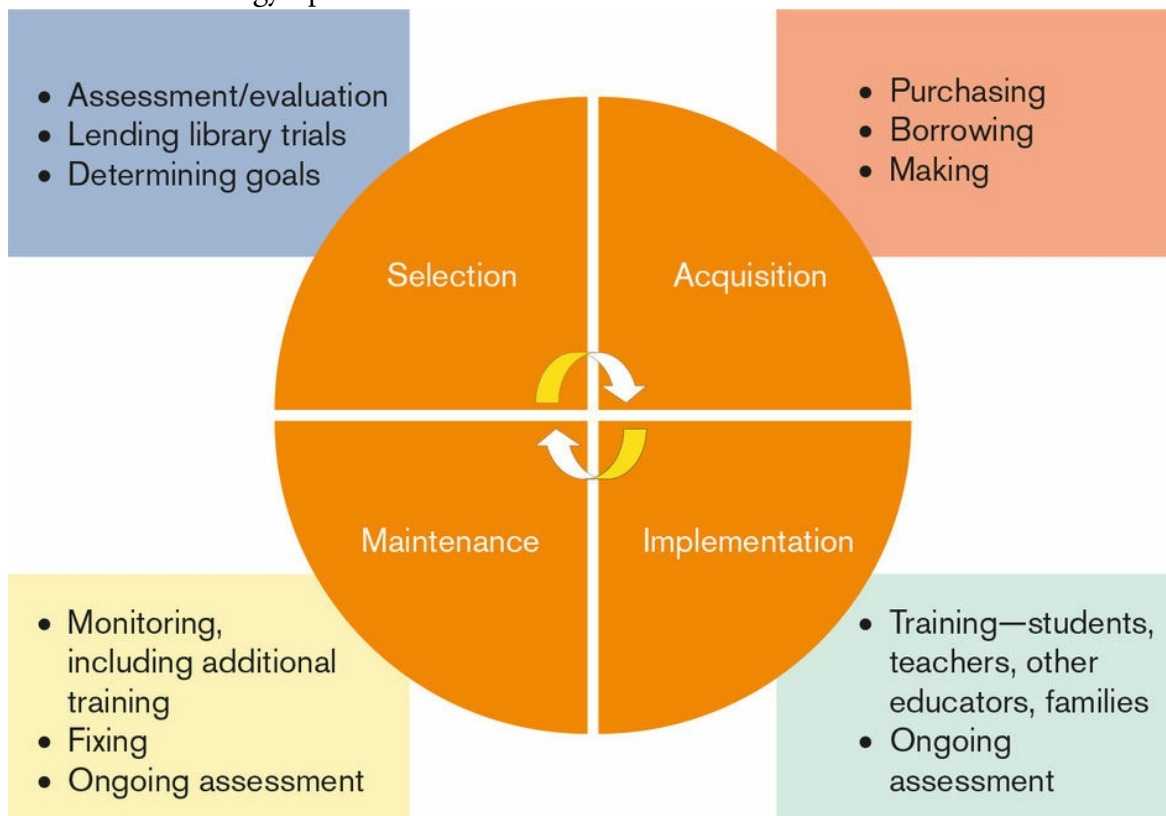 • Assessment/evaluation
• Lending library trials
• Determining goals
• Purchasing
• Borrowing
• Making
Selection
Acquisition
Maintenance
Implementation
• Monitoring,
including additional
training
• Fixing
• Ongoing assessment
• Training—students,
teachers, other
educators, families
• Ongoing
assessment